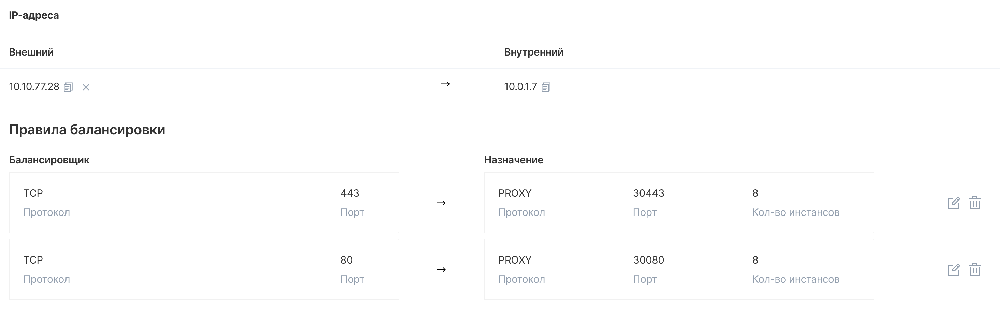 IP-адреса
Внешний Внутренний
10.10.77.28 → 10.0.1.7
Правила балансировки
Балансировщик Назначение
TCP 443 → PROXY 30443 8
Протокол Порт Протокол Порт Кол-во инстансов
TCP 80 → PROXY 30080 8
Протокол Порт Протокол Порт Кол-во инстансов